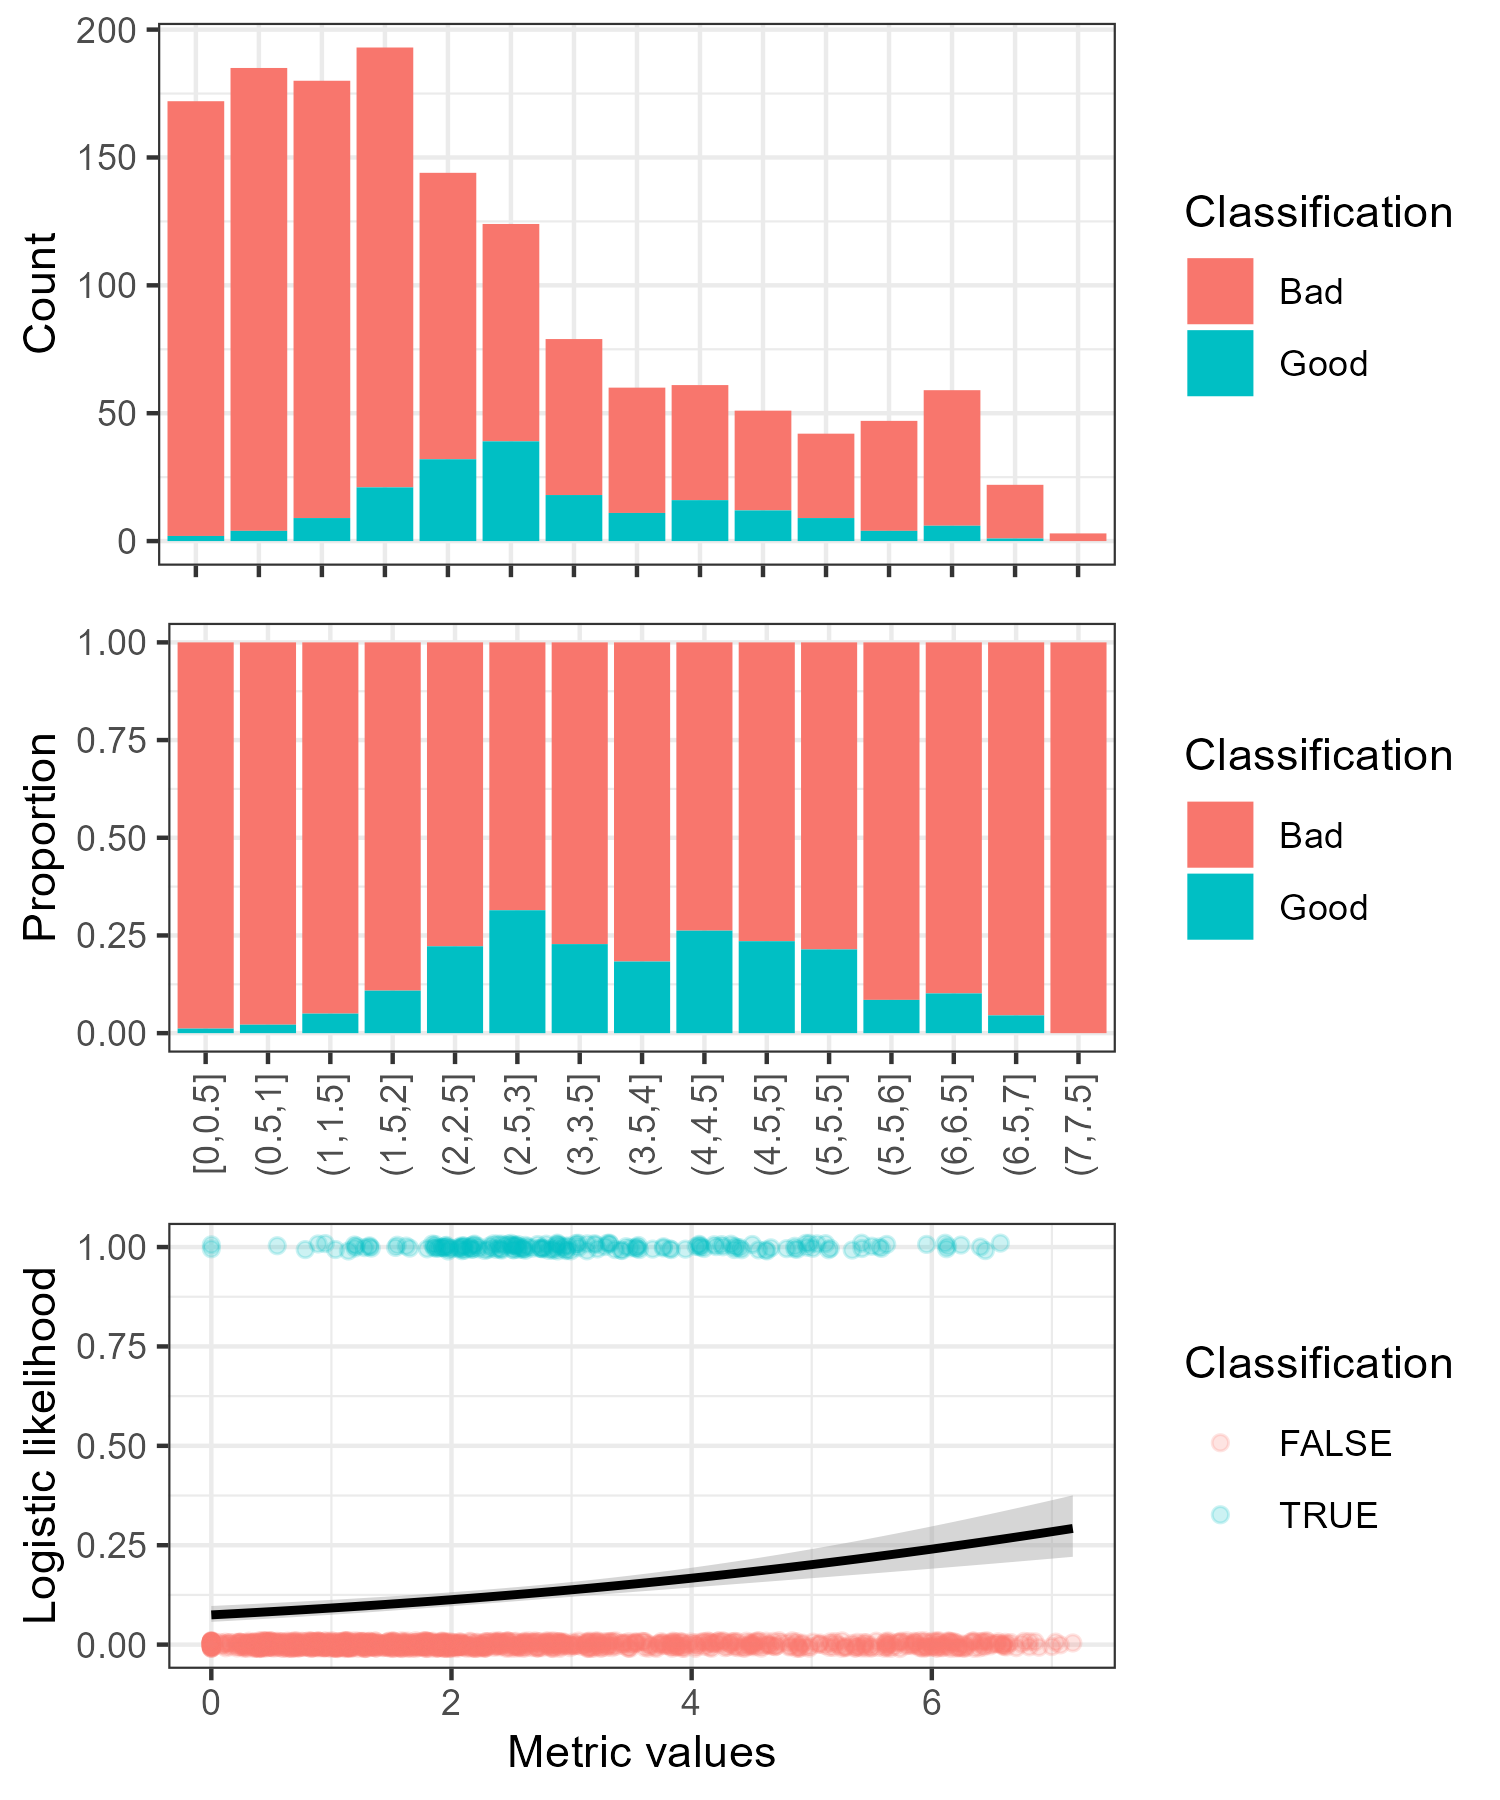 200
150
100
50
0
Count
Classification
Bad
Good
1.00
0.75
0.50
0.25
0.00
Proportion
[0,0.5]
(0.5,1]
(1,1.5]
(1.5,2]
(2,2.5]
(2.5,3]
(3,3.5]
(3.5,4]
(4,4.5]
(4.5,5]
(5,5.5]
(5.5,6]
(6,6.5]
(6.5,7]
(7,7.5]
Classification
Bad
Good
1.00
0.75
0.50
0.25
0.00
Logistic likelihood
0 2 4 6
Metric values
Classification
FALSE
TRUE